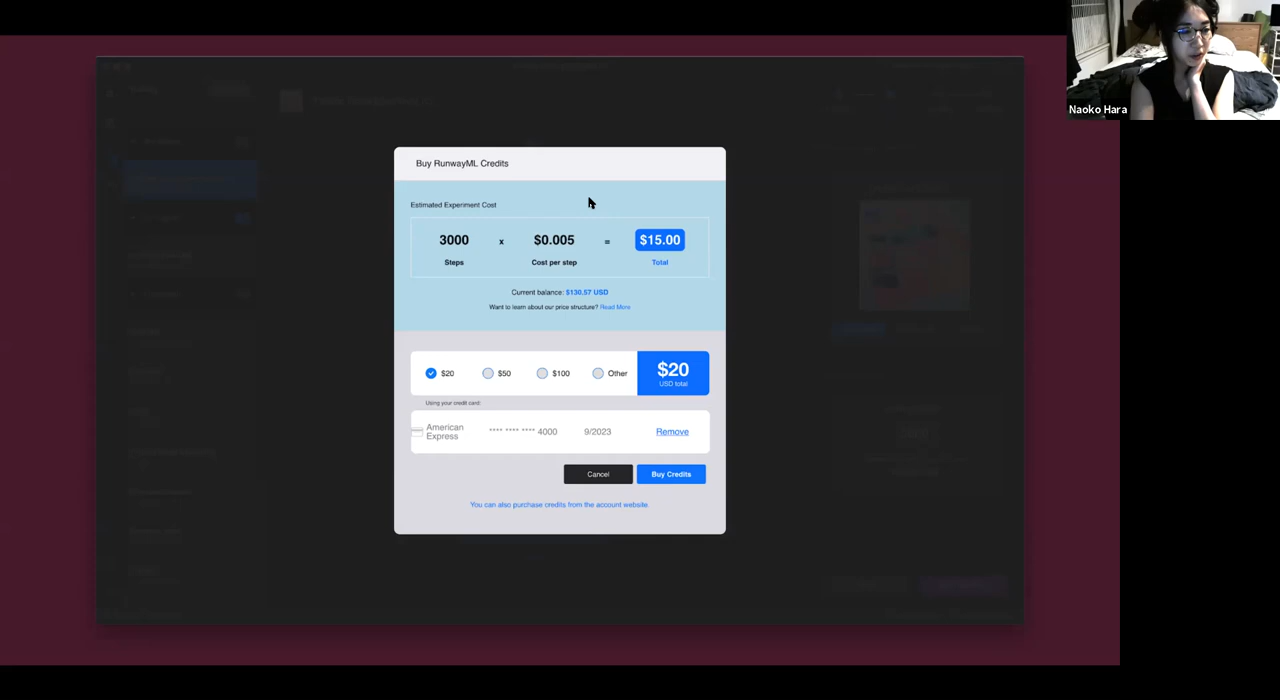 Naoko Hara
Buy RunwayML Credits
Estimated Experiment Cost
3000 x $0.005 = $15.00
Steps Cost per step Total
Current balance: $130.57 USD
Want to learn about our price structure? Read More
$20 $50 $100 Other $20
USD total
Using your credit card:
American Express **** **** **** 4000 9/2023 Remove
Cancel Buy Credits
You can also purchase credits from the account website.